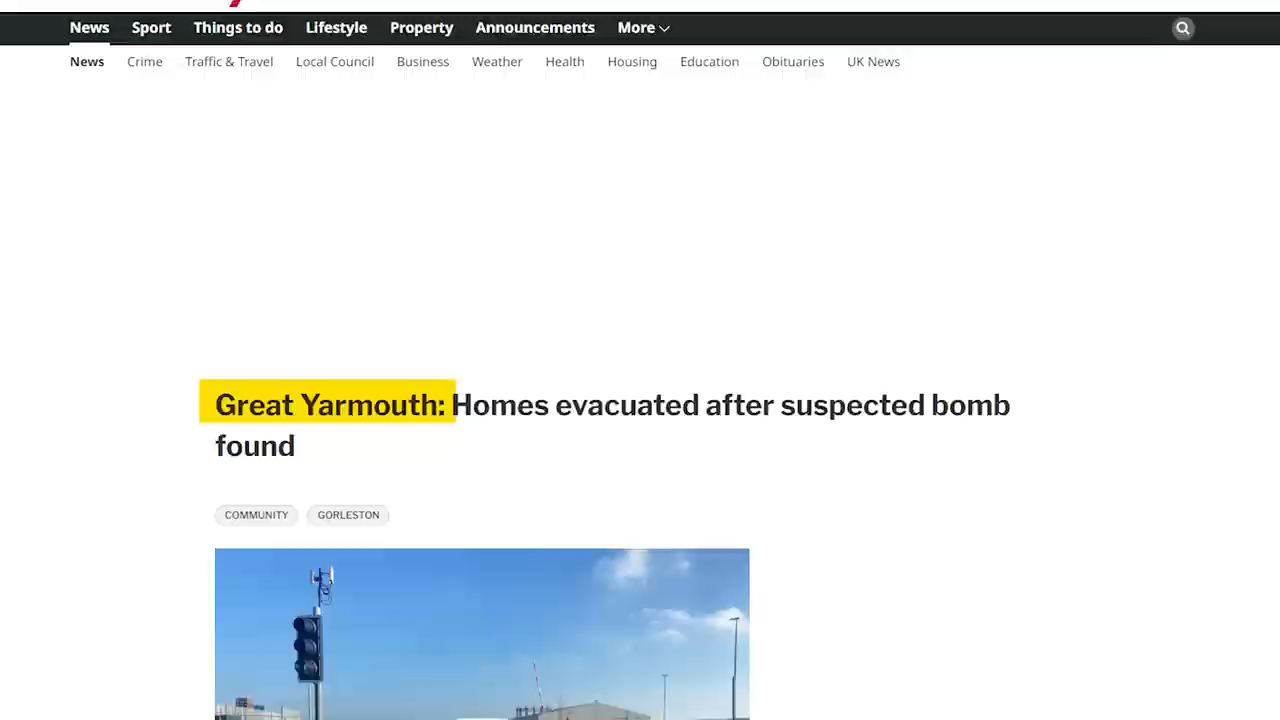 News Sport Things to do Lifestyle Property Announcements More
News Crime Traffic & Travel Local Council Business Weather Health Housing Education Obituaries UK News
Great Yarmouth: Homes evacuated after suspected bomb
found
COMMUNITY GORLESTON